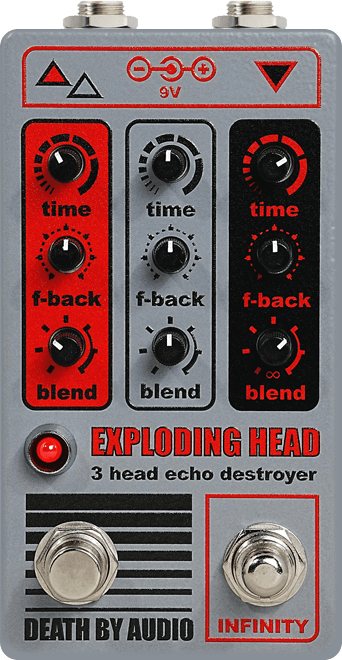 9V
time time time
f-back f-back f-back
blend blend ∞ blend
EXPLODING HEAD
3 head echo destroyer
DEATH BY AUDIO
INFINITY